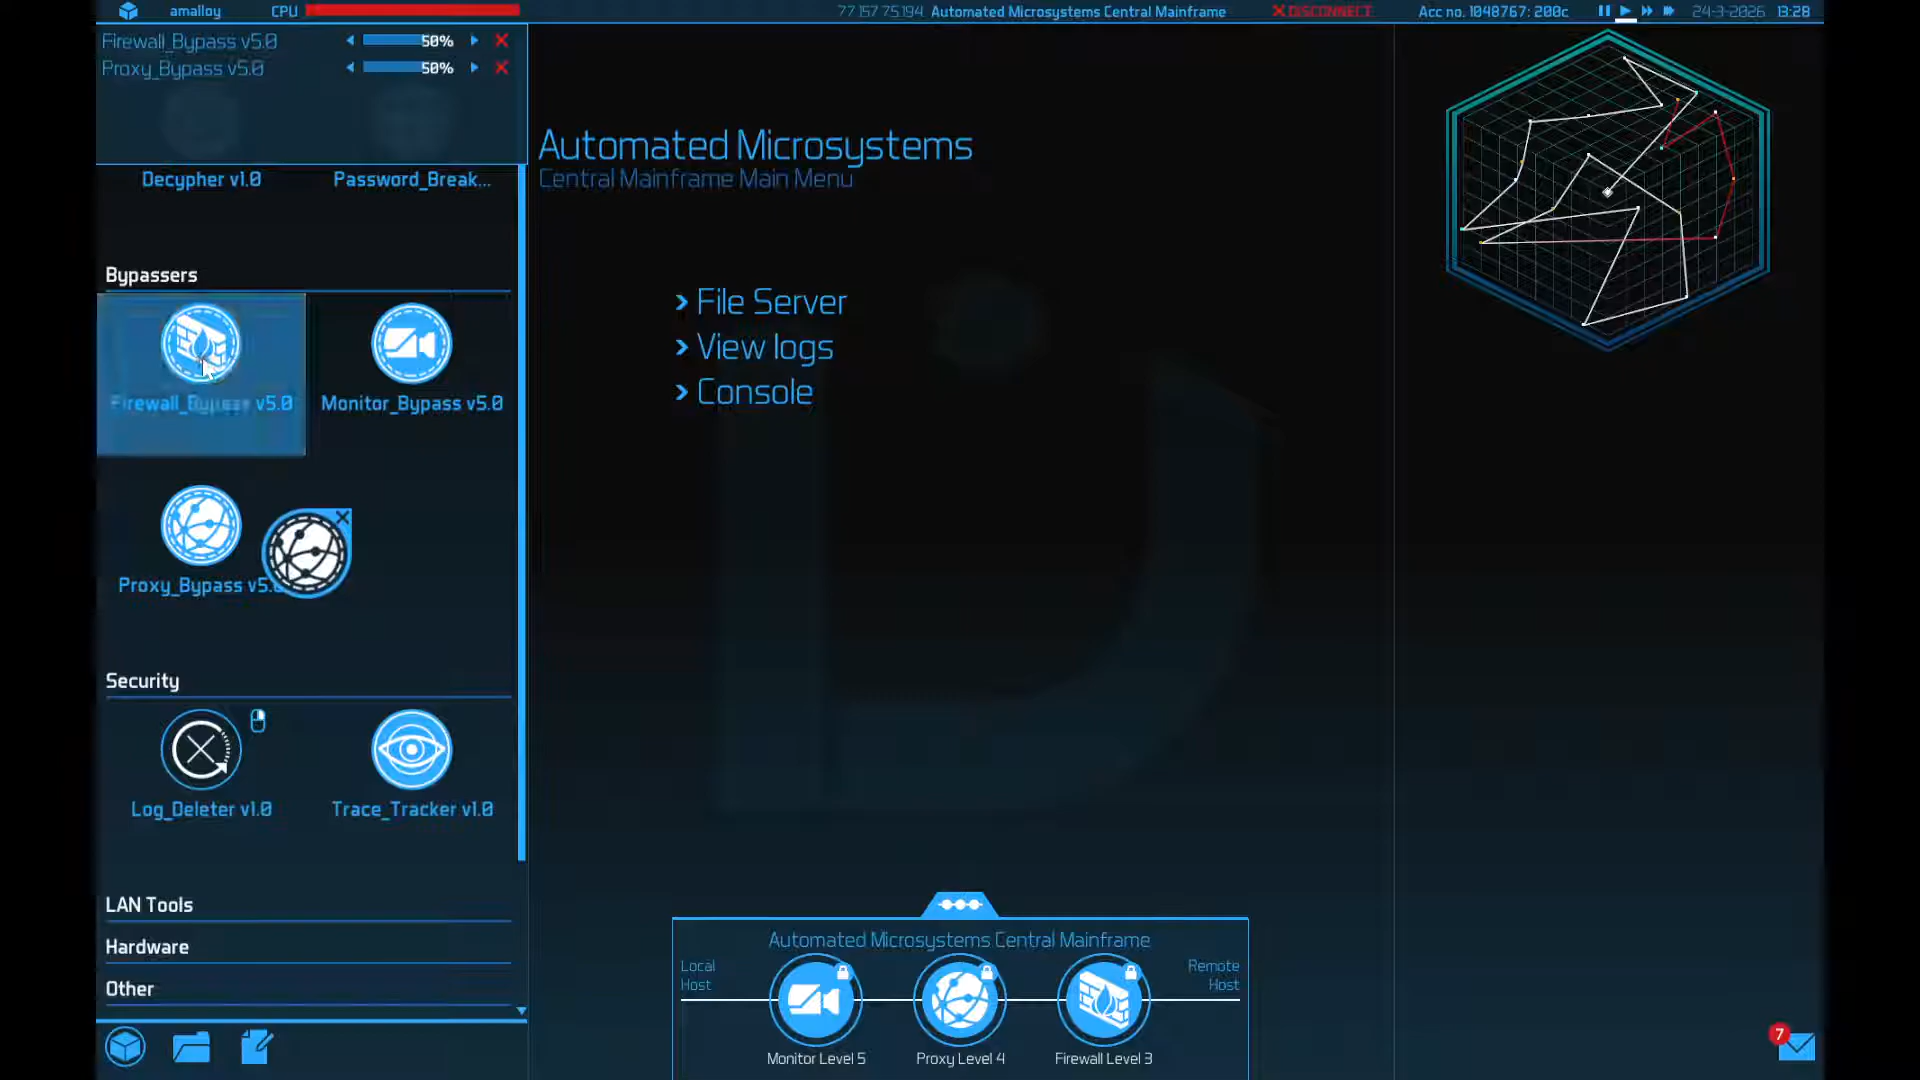 amalloy
CPU
77.157.75.194 Automated Microsystems Central Mainframe
DISCONNECT
Acc no. 1048767: 200c
24-3-2026 13:28
Firewall_Bypass v5.0
50%
Proxy_Bypass v5.0
50%
Decypher v1.0
Password_Break...
Bypassers
Firewall_Bypass v5.0
Monitor_Bypass v5.0
Proxy_Bypass v5.
Security
Log_Deleter v1.0
Trace_Tracker v1.0
LAN Tools
Hardware
Other
Automated Microsystems
Central Mainframe Main Menu
> File Server
> View logs
> Console
Automated Microsystems Central Mainframe
Local
Host
Remote
Host
Monitor Level 5
Proxy Level 4
Firewall Level 3
7